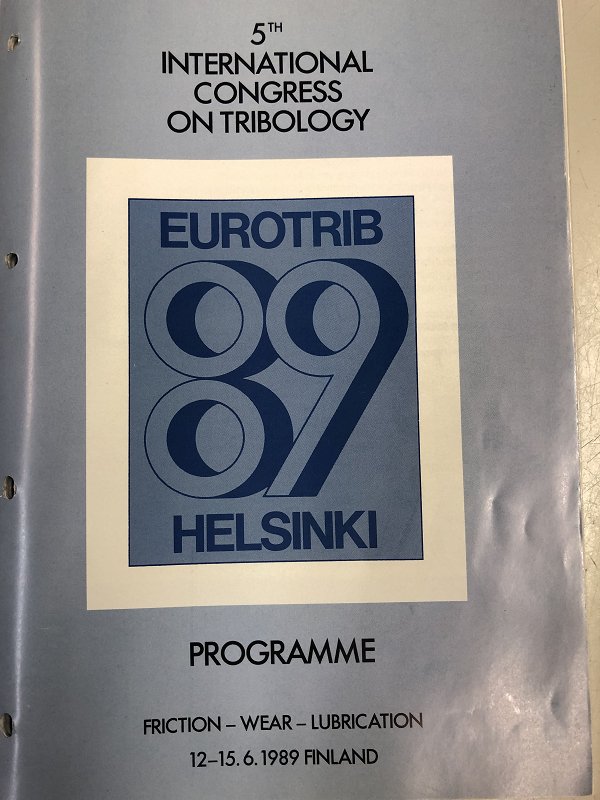 5TH
INTERNATIONAL
CONGRESS
ON TRIBOLOGY
EUROTRIB
89
HELSINKI
PROGRAMME
FRICTION – WEAR – LUBRICATION
12–15.6.1989 FINLAND